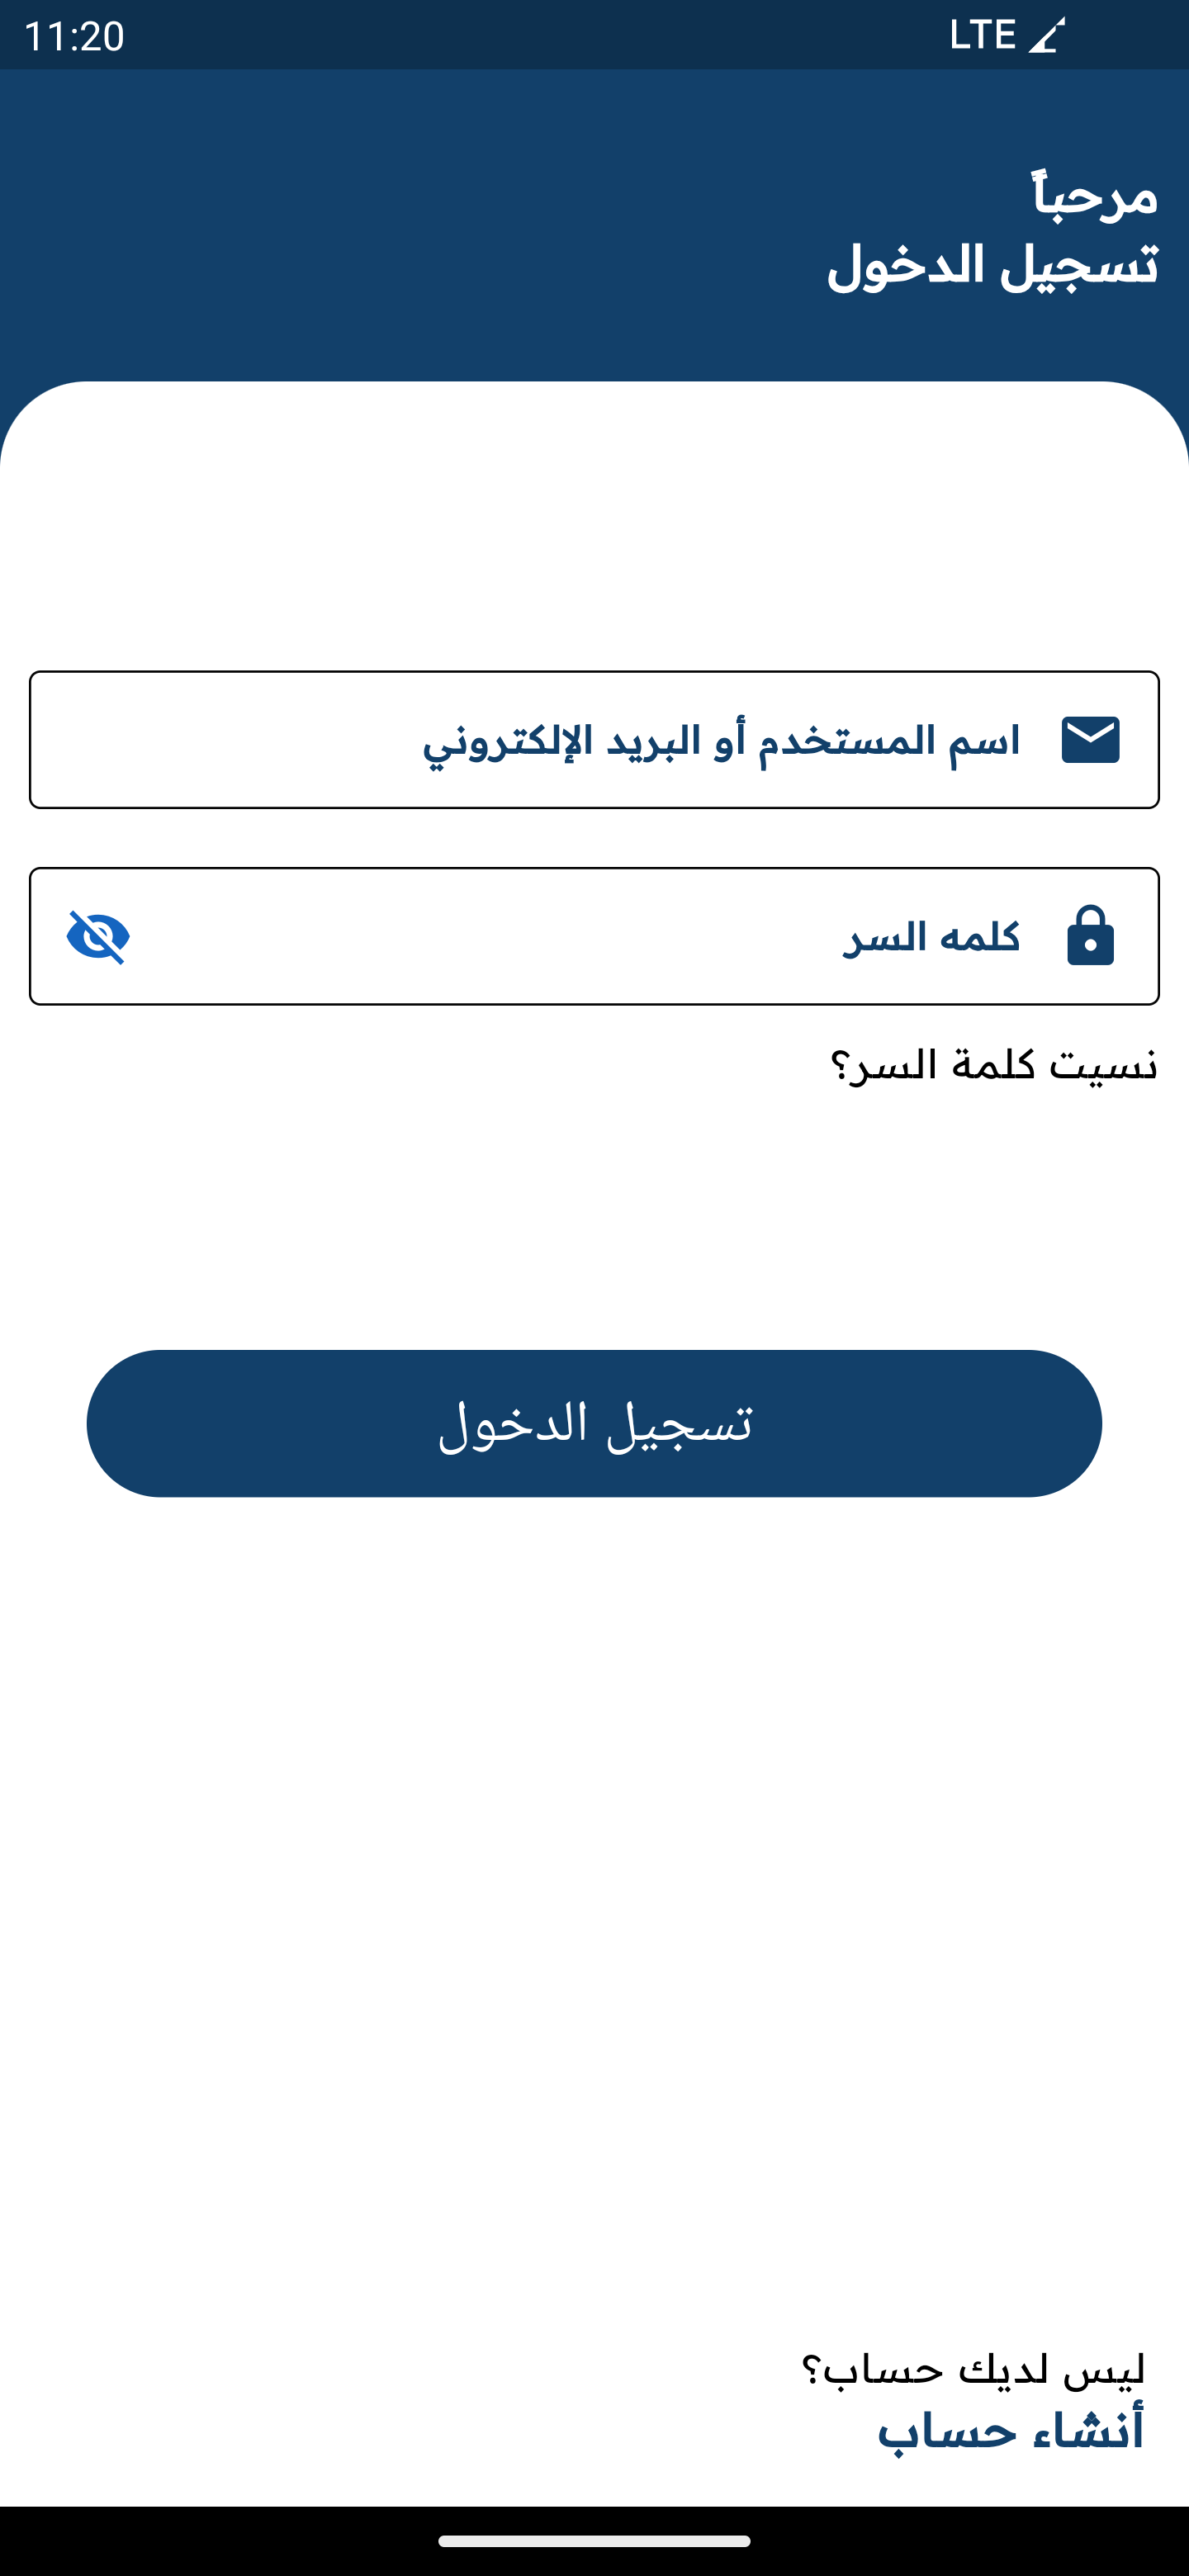 11:20
LTE
مرحباً
تسجيل الدخول
اسم المستخدم أو البريد الإلكتروني
كلمه السر
نسيت كلمة السر؟
تسجيل الدخول
ليس لديك حساب؟
أنشاء حساب